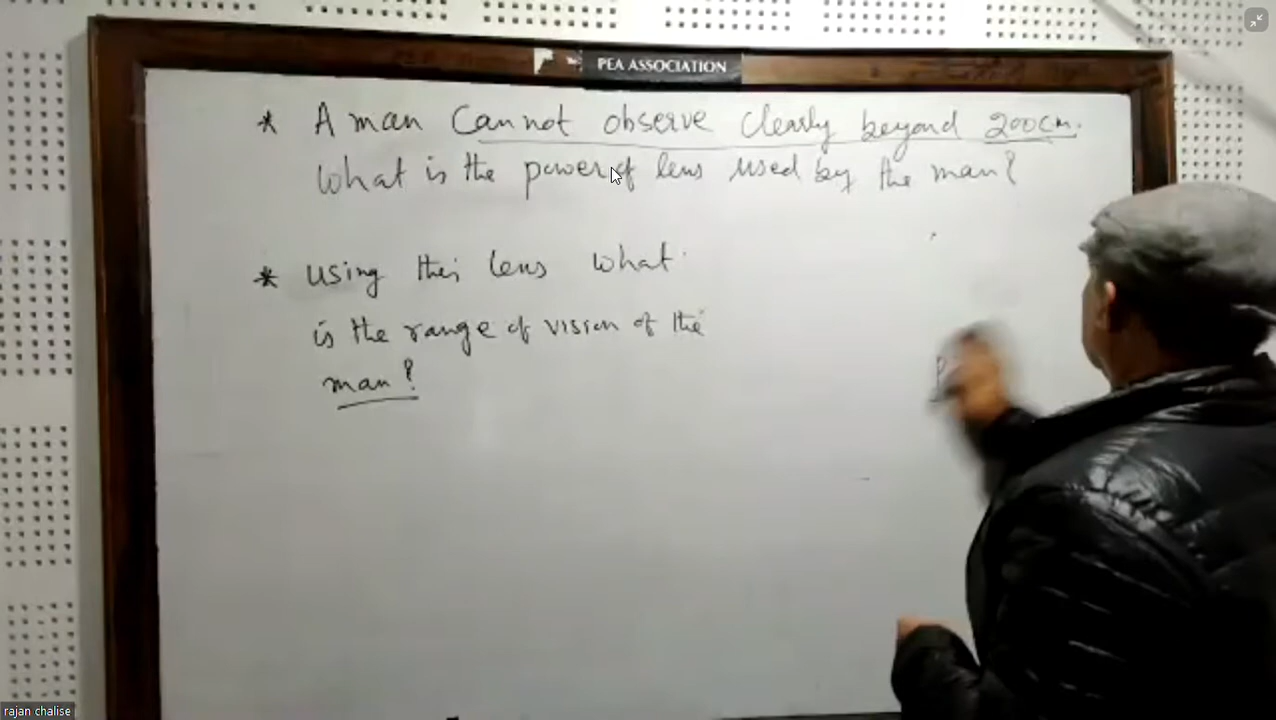 PEA ASSOCIATION
* A man cannot observe clearly beyond 200cm.
What is the power of lens used by the man?
* Using this lens what
is the range of vision of the
man?
rajan chalise